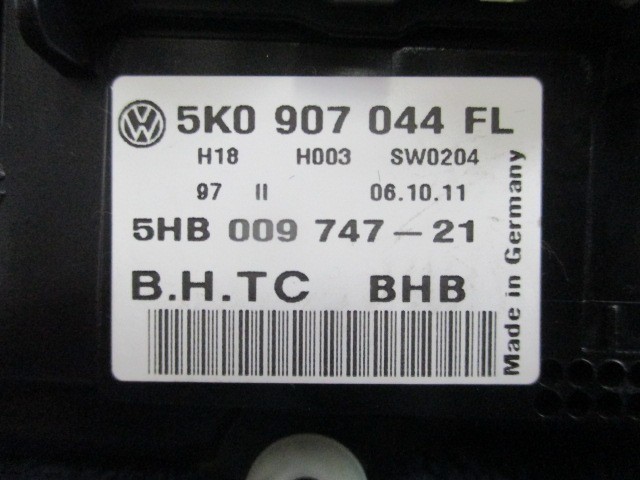 5K0 907 044 FL
H18 H003 SW0204
97 II 06.10.11
5HB 009 747-21
B.H.TC BHB
Made in Germany